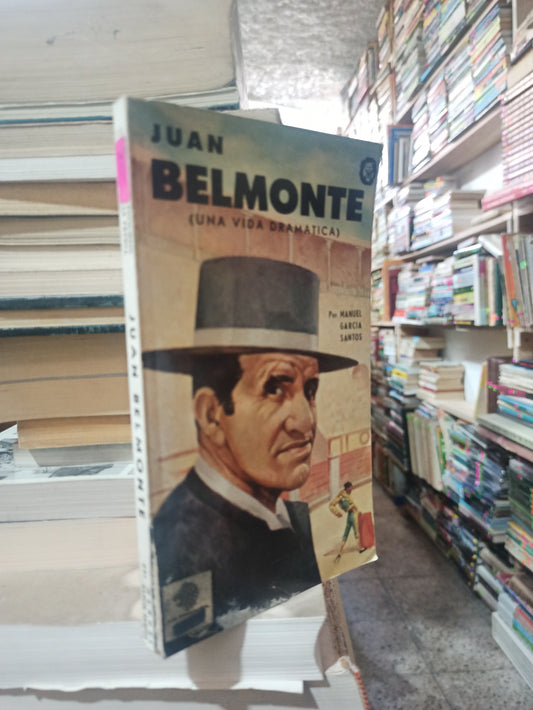 JUAN
BELMONTE
(UNA VIDA DRAMATICA)
Por MANUEL
GARCIA
SANTOS
JUAN BELMONTE